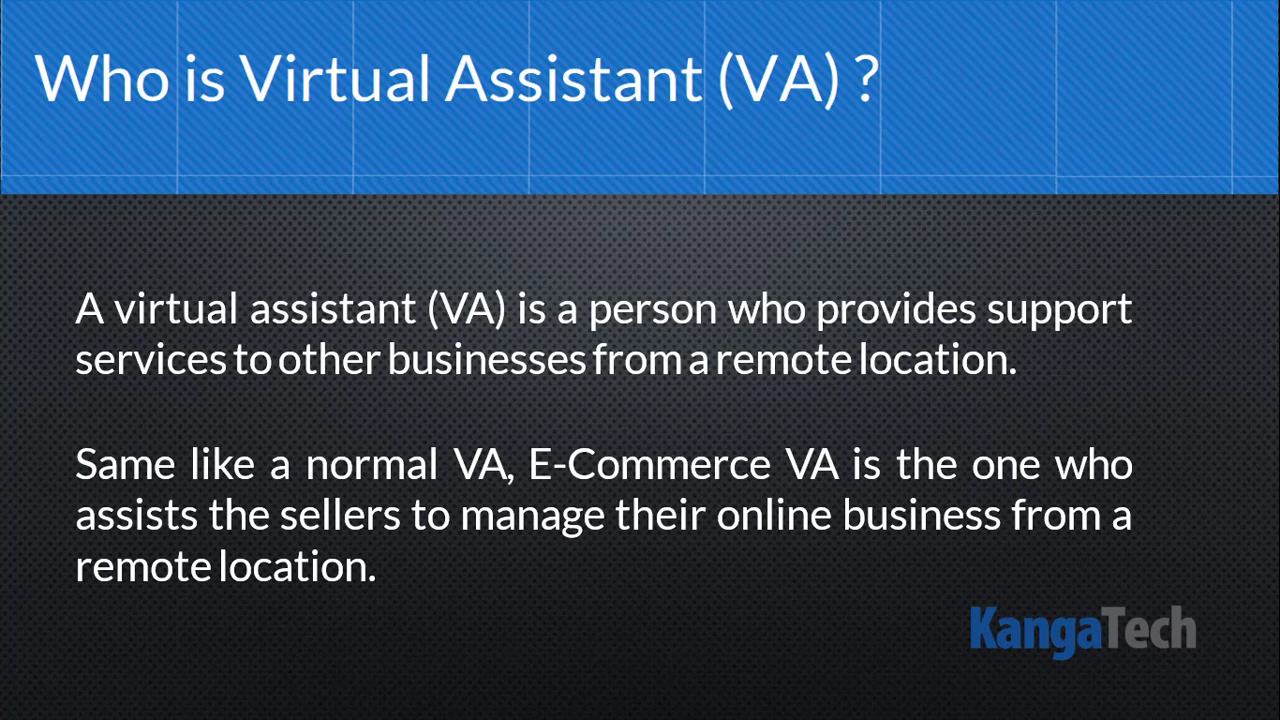 Who is Virtual Assistant (VA) ?
A virtual assistant (VA) is a person who provides support
services to other businesses from a remote location.
Same like a normal VA, E-Commerce VA is the one who
assists the sellers to manage their online business from a
remote location.
KangaTech